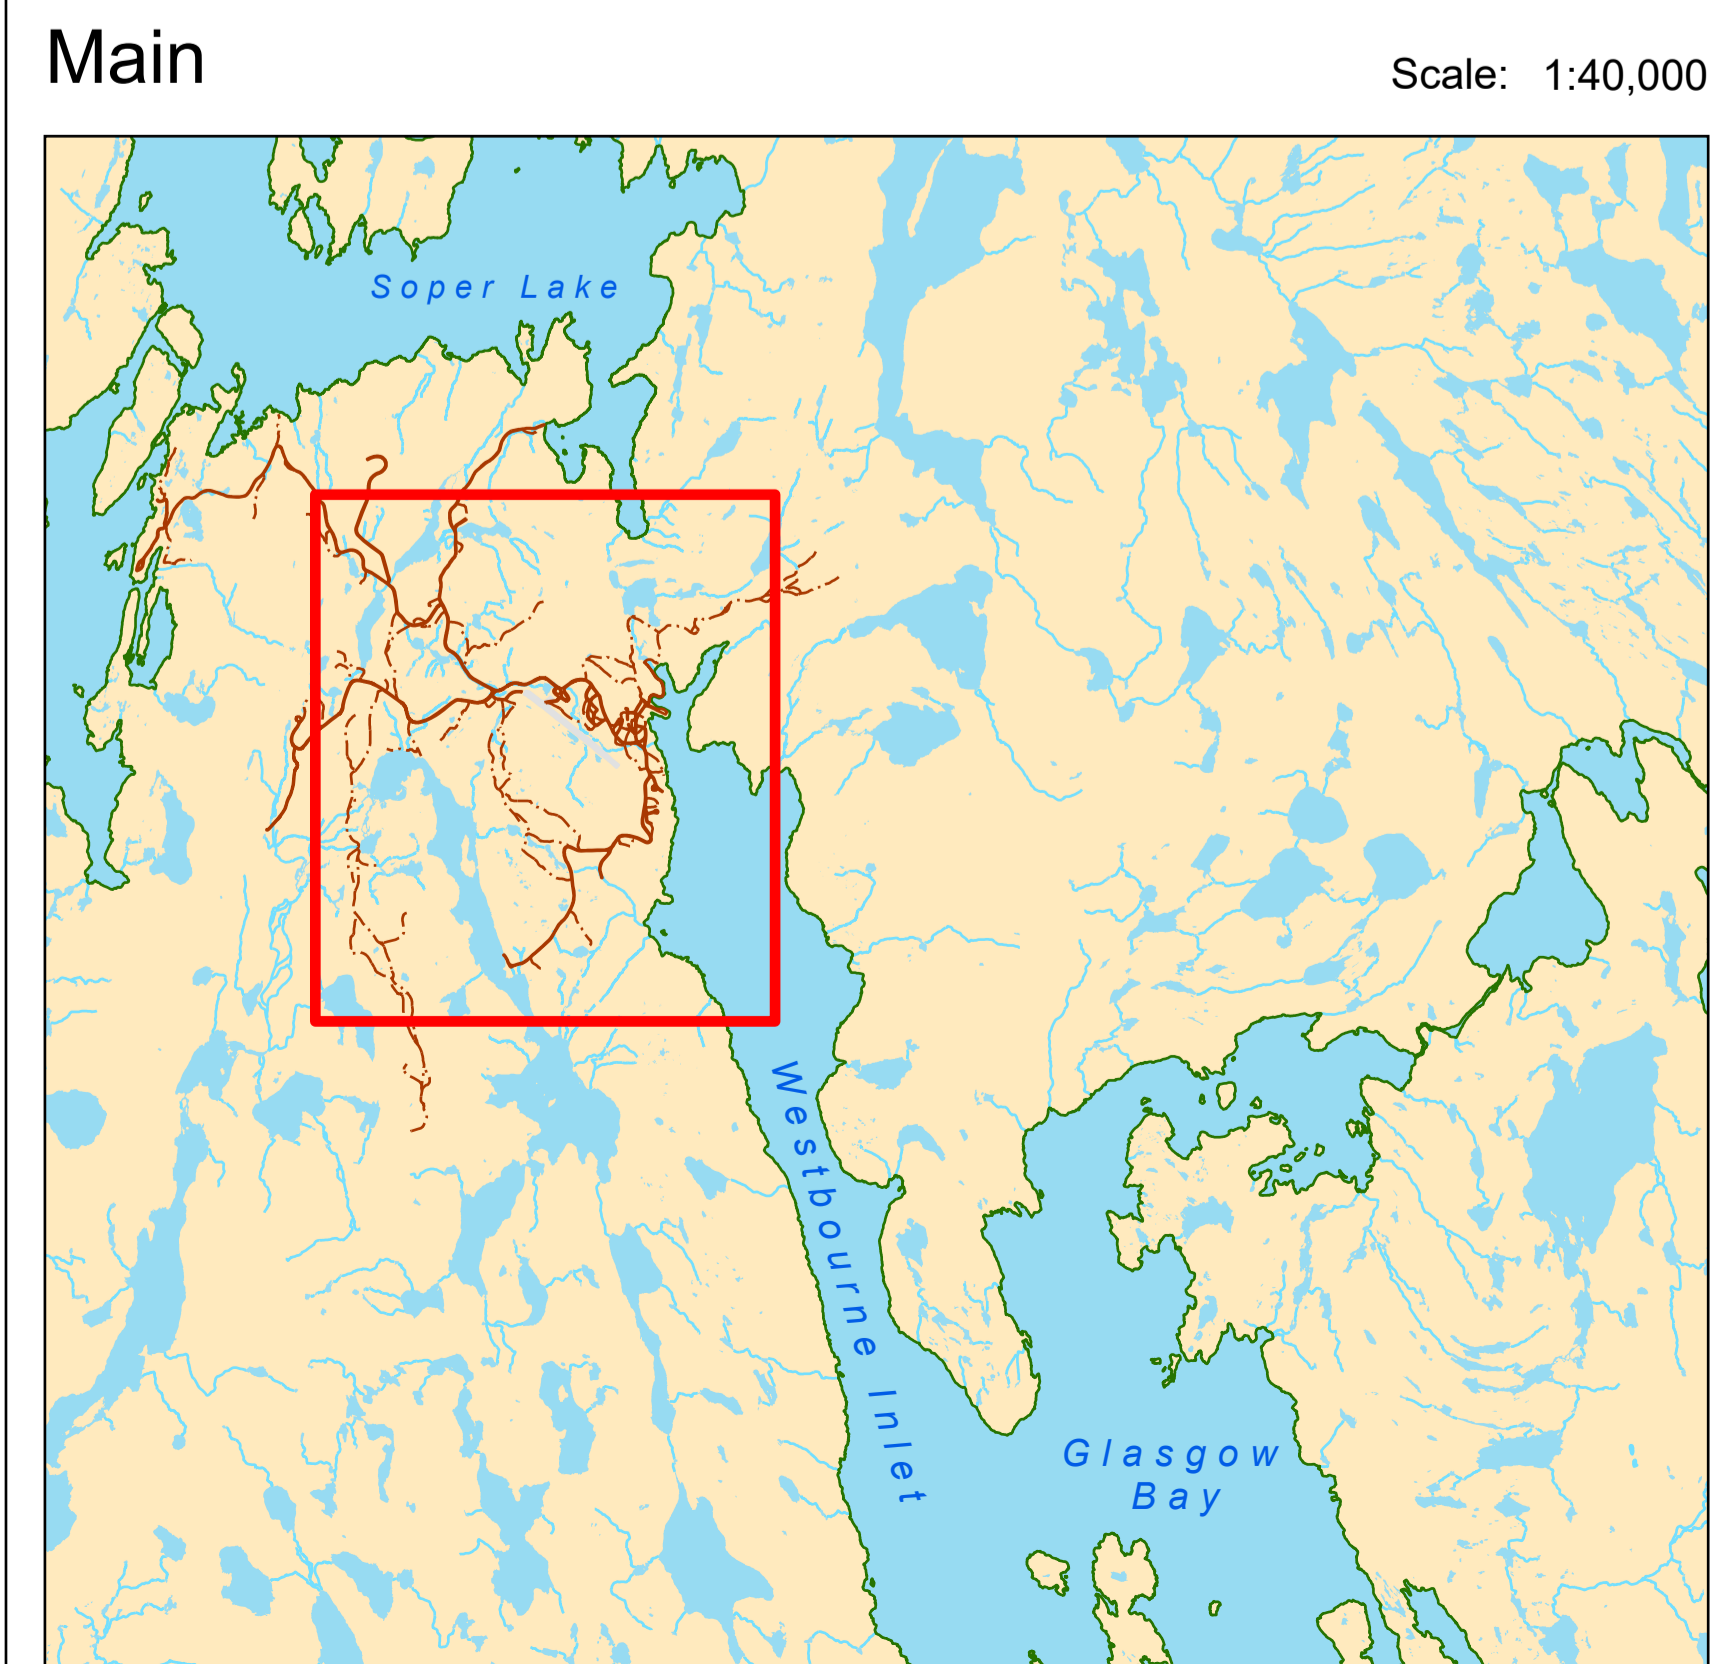 Main
Scale: 1:40,000
Soper Lake
Westbourne Inlet
Glasgow
Bay